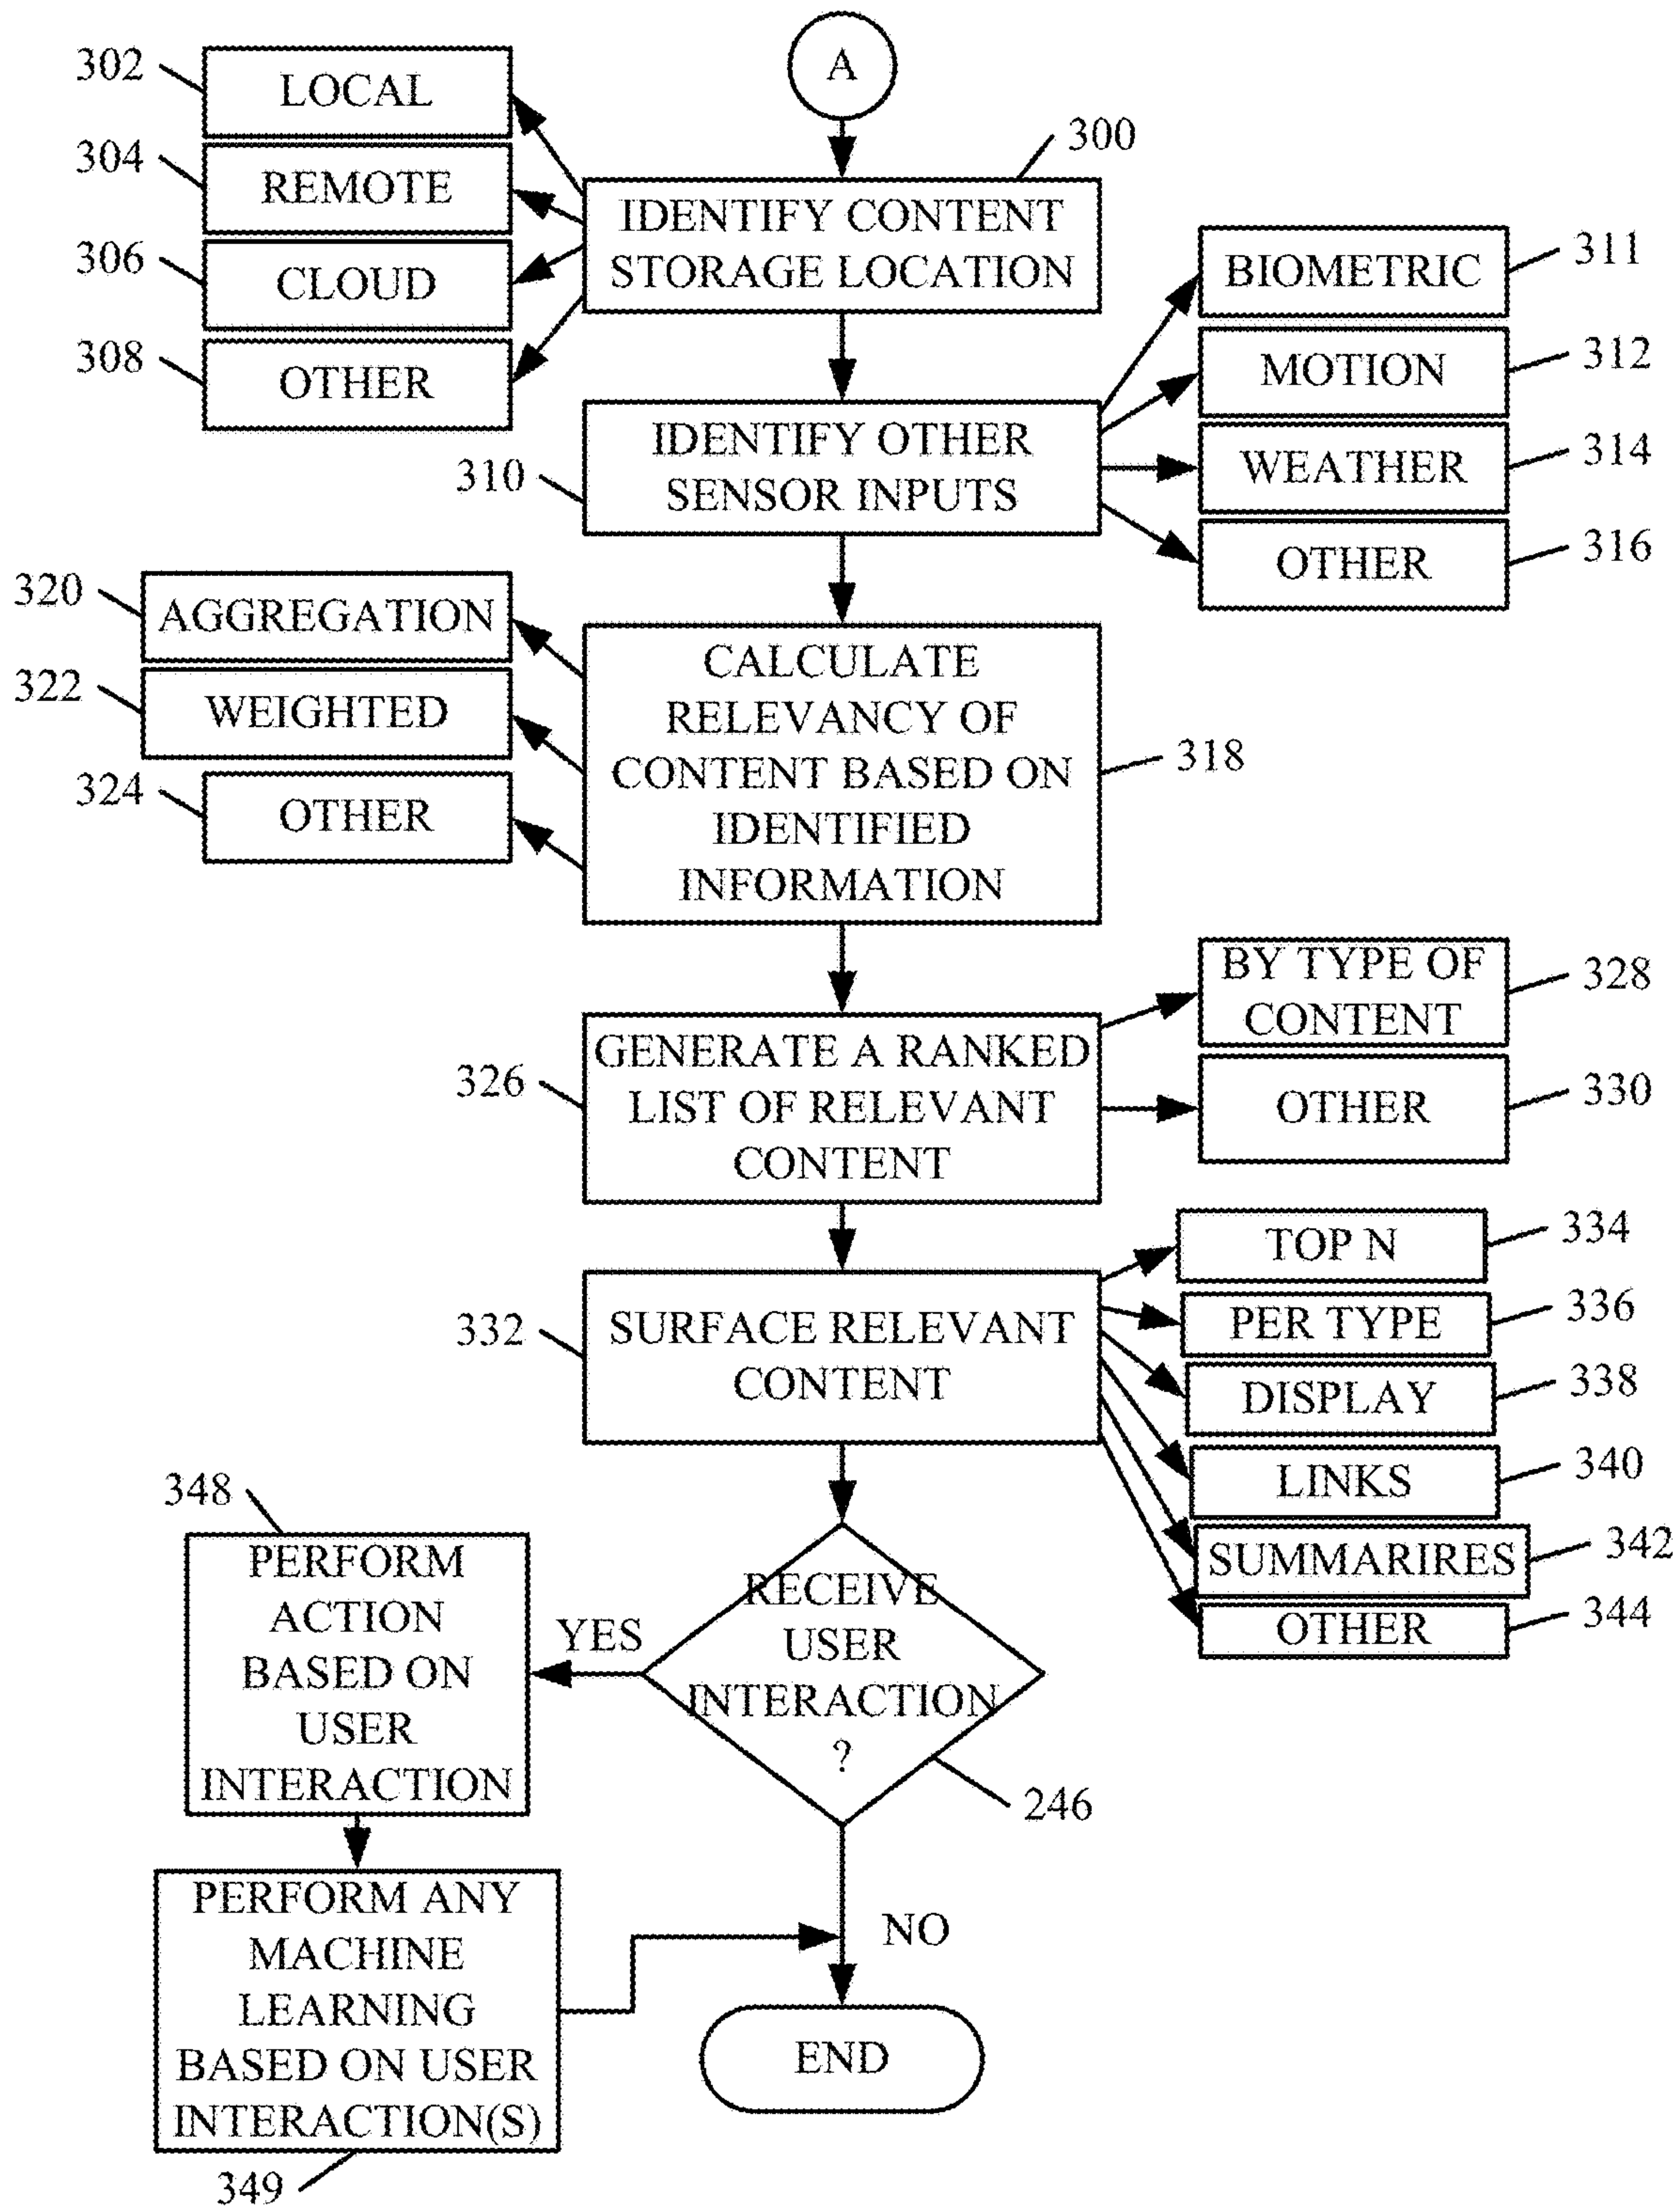 A
302
LOCAL
304
REMOTE
306
CLOUD
308
OTHER
300
IDENTIFY CONTENT
STORAGE LOCATION
BIOMETRIC
311
MOTION
312
WEATHER
314
OTHER
316
310
IDENTIFY OTHER
SENSOR INPUTS
320
AGGREGATION
322
WEIGHTED
324
OTHER
CALCULATE
RELEVANCY OF
CONTENT BASED ON
IDENTIFIED
INFORMATION
318
326
GENERATE A RANKED
LIST OF RELEVANT
CONTENT
BY TYPE OF
CONTENT
328
OTHER
330
332
SURFACE RELEVANT
CONTENT
TOP N
334
PER TYPE
336
DISPLAY
338
LINKS
340
SUMMARIRES
342
OTHER
344
348
PERFORM
ACTION
BASED ON
USER
INTERACTION
YES
RECEIVE
USER
INTERACTION
?
246
PERFORM ANY
MACHINE
LEARNING
BASED ON USER
INTERACTION(S)
349
NO
END